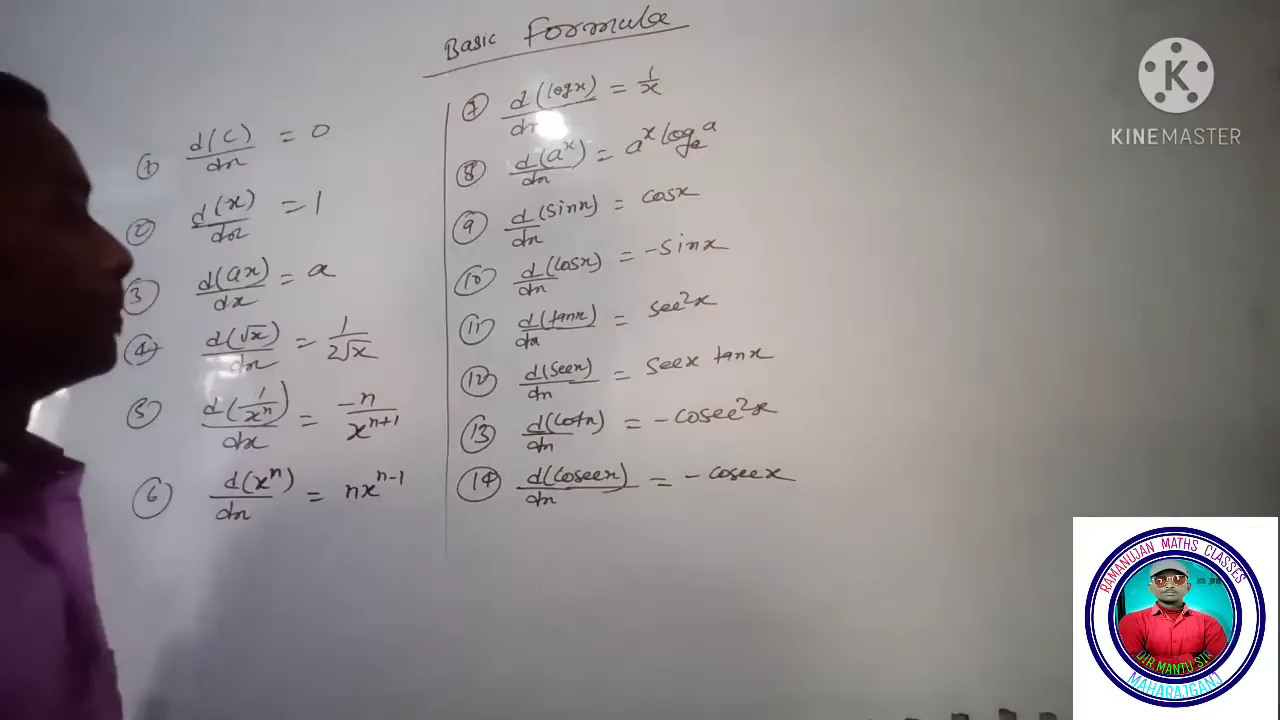 Basic Formula
① d(c)/dx = 0
② d(x)/dx = 1
③ d(ax)/dx = a
④ d(√x)/dx = 1/2√x
⑤ d(1/xⁿ)/dx = -n/xⁿ⁺¹
⑥ d(xⁿ)/dx = nxⁿ⁻¹
⑦ d(logx)/dx = 1/x
⑧ d(aˣ)/dx = aˣ logₑa
⑨ d/dx (sinx) = cosx
⑩ d/dx (cosx) = -sinx
⑪ d(tanx)/dx = sec²x
⑫ d(secx)/dx = secx tanx
⑬ d(cotx)/dx = -cosec²x
⑭ d(cosecx)/dx = - cosecx
KINEMASTER
K
RAMANUJAN MATHS CLASSES
DIR.MANTU SIR
MAHARAJGANJ